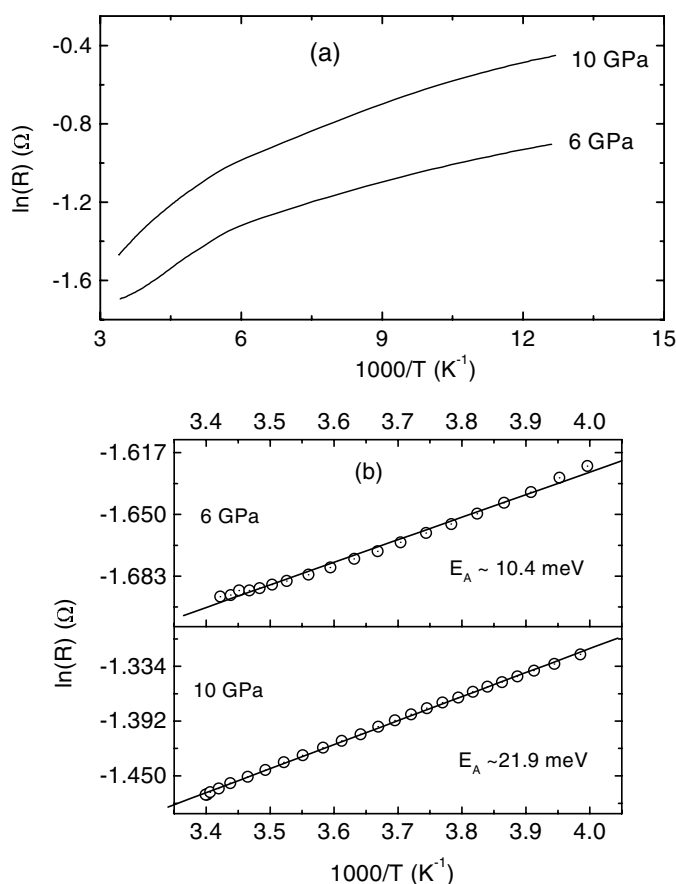 (a)
10 GPa
6 GPa
ln(R) (Ω)
-0.4
-0.8
-1.2
-1.6
3 6 9 12 15
1000/T (K⁻¹)
3.4 3.5 3.6 3.7 3.8 3.9 4.0
(b)
-1.617
-1.650
-1.683
6 GPa
E_A ~ 10.4 meV
ln(R) (Ω)
-1.334
-1.392
-1.450
10 GPa
E_A ~21.9 meV
3.4 3.5 3.6 3.7 3.8 3.9 4.0
1000/T (K⁻¹)